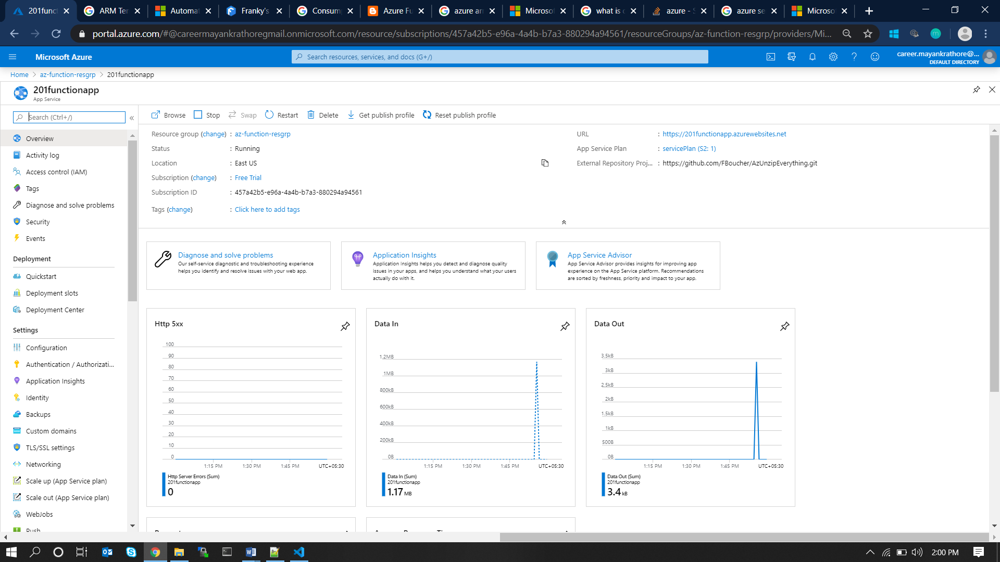 201funct
ARM Ter
Automat
Franky's
Consum
Azure Fu
azure arr
Microsof
what is c
azure - S
azure se
Microso
portal.azure.com/#@careermayankrathoregmail.onmicrosoft.com/resource/subscriptions/457a42b5-e96a-4a4b-b7a3-880294a94561/resourceGroups/az-function-resgrp/providers/Mi...
Microsoft Azure
Search resources, services, and docs (G+/)
career.mayankrathore@...
DEFAULT DIRECTORY
Home > az-function-resgrp > 201functionapp
201functionapp
App Service
Search (Ctrl+/)
Overview
Activity log
Access control (IAM)
Tags
Diagnose and solve problems
Security
Events
Deployment
Quickstart
Deployment slots
Deployment Center
Settings
Configuration
Authentication / Authorizati...
Application Insights
Identity
Backups
Custom domains
TLS/SSL settings
Networking
Scale up (App Service plan)
Scale out (App Service plan)
WebJobs
Push
Browse Stop Swap Restart Delete Get publish profile Reset publish profile
Resource group (change) : az-function-resgrp
Status : Running
Location : East US
Subscription (change) : Free Trial
Subscription ID : 457a42b5-e96a-4a4b-b7a3-880294a94561
Tags (change) : Click here to add tags
URL : https://201functionapp.azurewebsites.net
App Service Plan : servicePlan (S2: 1)
External Repository Proj... : https://github.com/FBoucher/AzUnzipEverything.git
Diagnose and solve problems
Our self-service diagnostic and troubleshooting experience
helps you identify and resolve issues with your web app.
Application Insights
Application Insights helps you detect and diagnose quality
issues in your apps, and helps you understand what your users
actually do with it.
App Service Advisor
App Service Advisor provides insights for improving app
experience on the App Service platform. Recommendations
are sorted by freshness, priority and impact to your app.
Http 5xx
100
90
80
70
60
50
40
30
20
10
0
1:15 PM 1:30 PM 1:45 PM UTC+05:30
Http Server Errors (Sum)
201functionapp
0
Data In
1.2MB
1MB
800kB
600kB
400kB
200kB
0B
1:15 PM 1:30 PM 1:45 PM UTC+05:30
Data In (Sum)
201functionapp
1.17 MB
Data Out
3.5kB
3kB
2.5kB
2kB
1.5kB
1kB
500B
0B
1:15 PM 1:30 PM 1:45 PM UTC+05:30
Data Out (Sum)
201functionapp
3.4 kB
2:00 PM